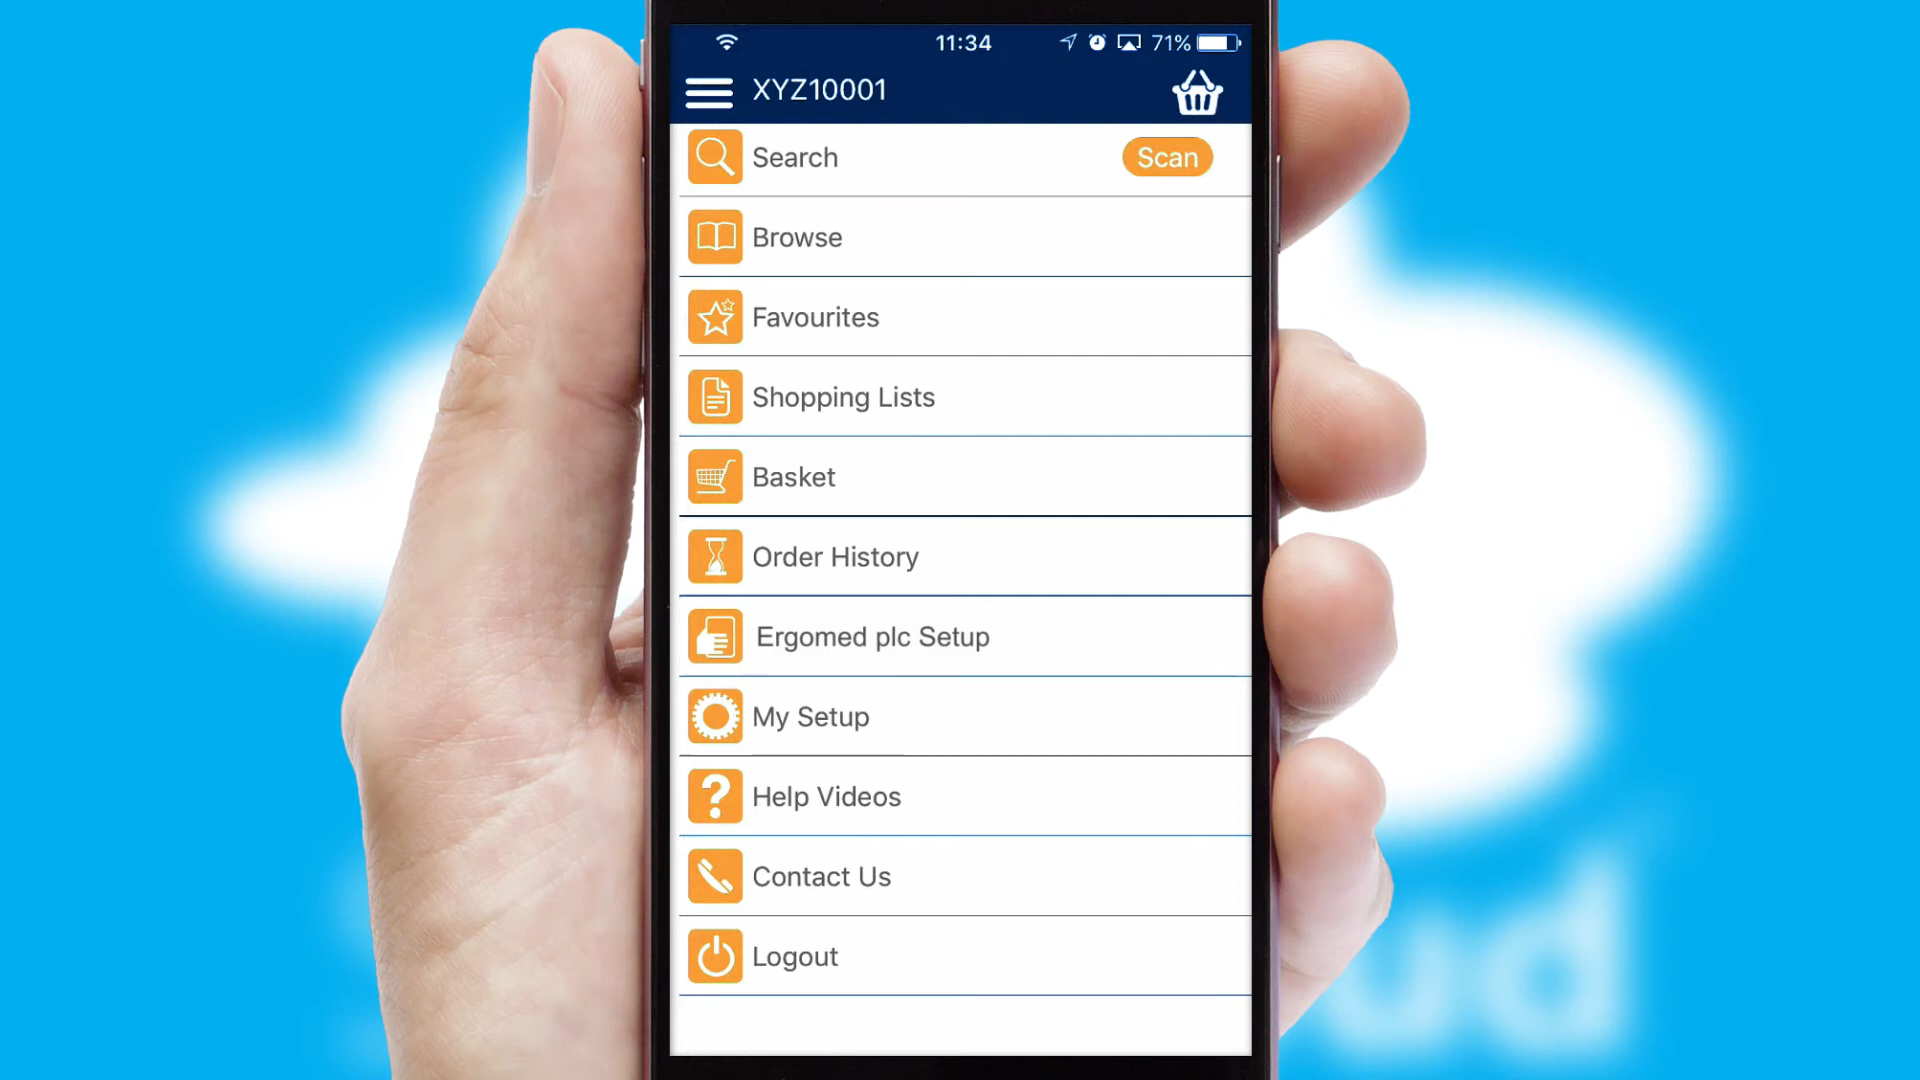 11:34
71%
XYZ10001
Search
Scan
Browse
Favourites
Shopping Lists
Basket
Order History
Ergomed plc Setup
My Setup
Help Videos
Contact Us
Logout